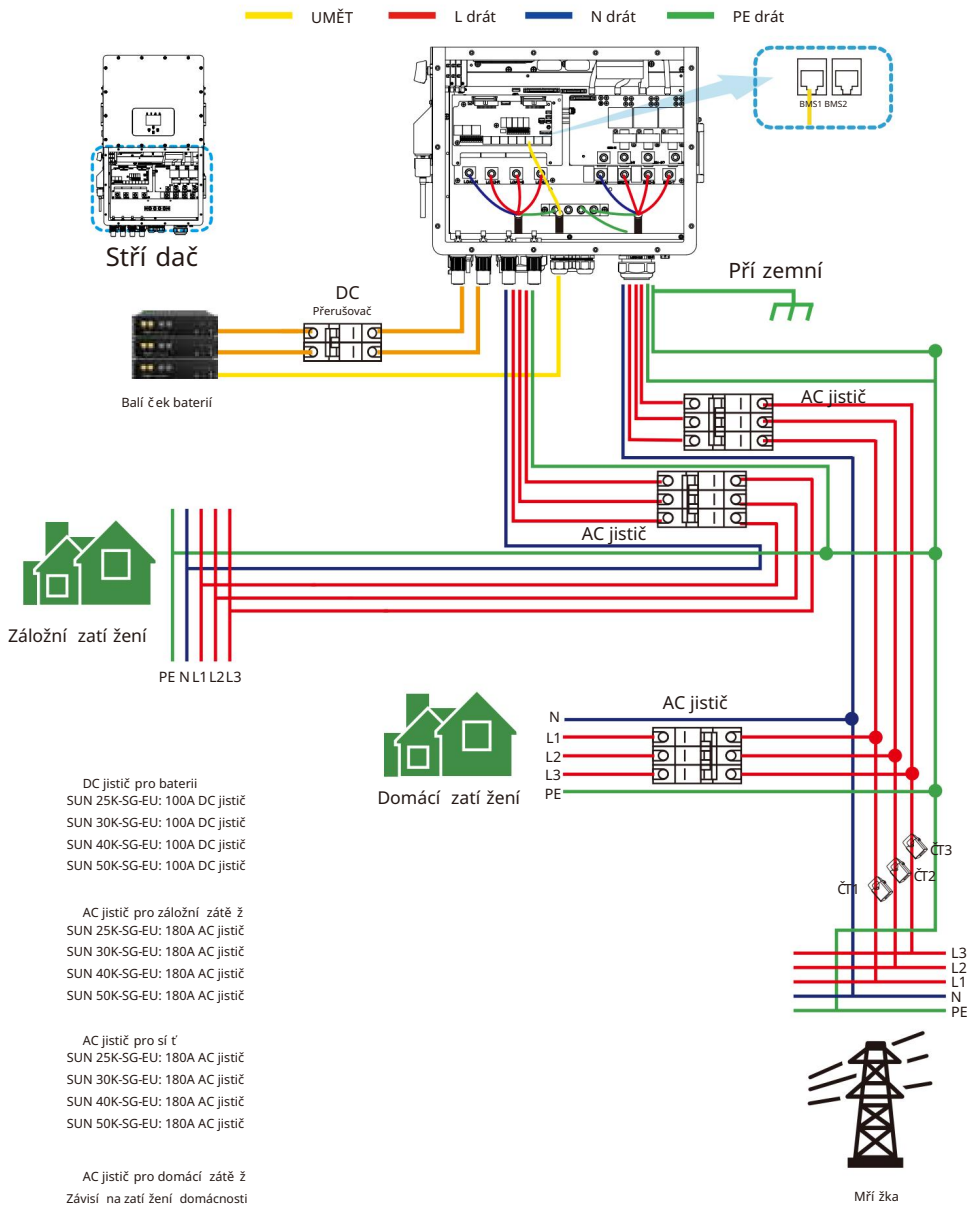 UMĚT L drát N drát PE drát
BMS1 BMS2
Stří dač
DC
Přerušovač
Pří zemní
Balí ček baterií
AC jistič
AC jistič
Záložní zatí žení
PE N L1 L2 L3
AC jistič
N
L1
L2
L3
PE
Domácí zatí žení
DC jistič pro baterii
SUN 25K-SG-EU: 100A DC jistič
SUN 30K-SG-EU: 100A DC jistič
SUN 40K-SG-EU: 100A DC jistič
SUN 50K-SG-EU: 100A DC jistič
ČT3
ČT2
ČT1
AC jistič pro záložní zátě ž
SUN 25K-SG-EU: 180A AC jistič
SUN 30K-SG-EU: 180A AC jistič
SUN 40K-SG-EU: 180A AC jistič
SUN 50K-SG-EU: 180A AC jistič
L3
L2
L1
N
PE
AC jistič pro sí ť
SUN 25K-SG-EU: 180A AC jistič
SUN 30K-SG-EU: 180A AC jistič
SUN 40K-SG-EU: 180A AC jistič
SUN 50K-SG-EU: 180A AC jistič
AC jistič pro domácí zátě ž
Závisí na zatí žení domácnosti
Mří žka